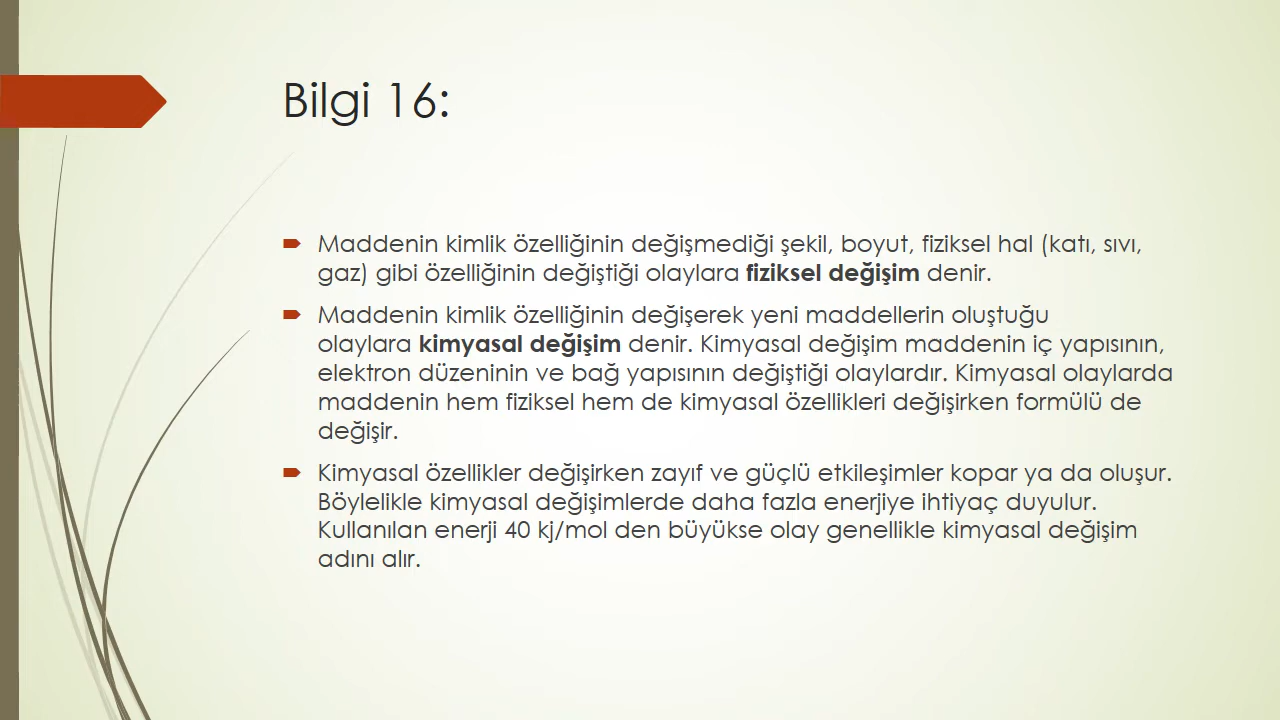 Bilgi 16:
Maddenin kimlik özelliğinin değişmediği şekil, boyut, fiziksel hal (katı, sıvı,
gaz) gibi özelliğinin değiştiği olaylara fiziksel değişim denir.
Maddenin kimlik özelliğinin değişerek yeni maddellerin oluştuğu
olaylara kimyasal değişim denir. Kimyasal değişim maddenin iç yapısının,
elektron düzeninin ve bağ yapısının değiştiği olaylardır. Kimyasal olaylarda
maddenin hem fiziksel hem de kimyasal özellikleri değişirken formülü de
değişir.
Kimyasal özellikler değişirken zayıf ve güçlü etkileşimler kopar ya da oluşur.
Böylelikle kimyasal değişimlerde daha fazla enerjiye ihtiyaç duyulur.
Kullanılan enerji 40 kj/mol den büyükse olay genellikle kimyasal değişim
adını alır.